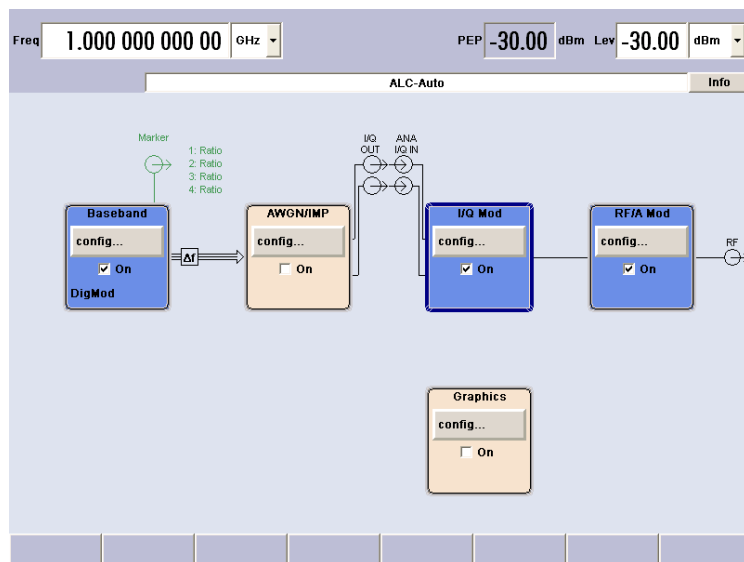 Freq 1.000 000 000 00 GHz PEP -30.00 dBm Lev -30.00 dBm
ALC-Auto Info
Marker
1: Ratio
2: Ratio
3: Ratio
4: Ratio
I/Q OUT
ANA I/Q IN
Baseband
config...
On
DigMod
Δf
AWGN/IMP
config...
On
I/Q Mod
config...
On
RF/A Mod
config...
On
RF
Graphics
config...
On